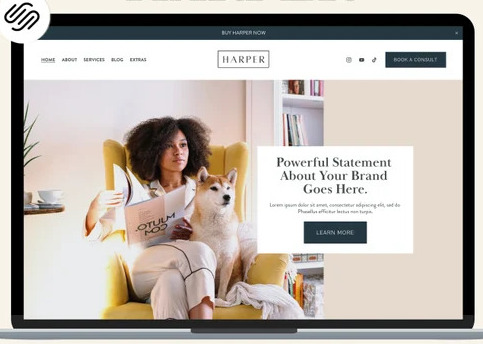 BUY HARPER NOW
HOME ABOUT SERVICES BLOG EXTRAS
HARPER
BOOK A CONSULT
Powerful Statement
About Your Brand
Goes Here.
Lorem ipsum dolor sit amet, consectetur adipiscing elit, sed do
Phasellus efficitur lectus non turpis.
LEARN MORE